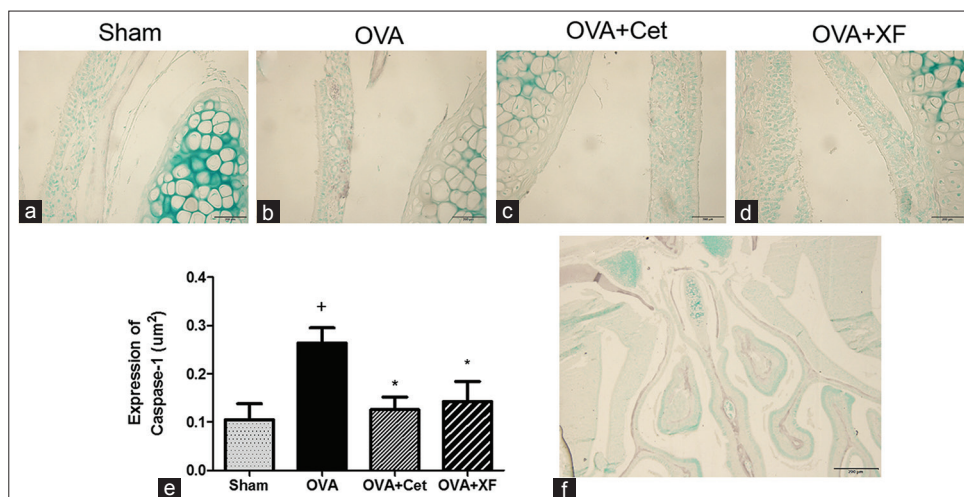 Sham
OVA
OVA+Cet
OVA+XF
a
b
c
d
Expression of
Caspase-1 (um²)
0.4
0.3
0.2
0.1
0.0
+
*
*
Sham
OVA
OVA+Cet
OVA+XF
e
f